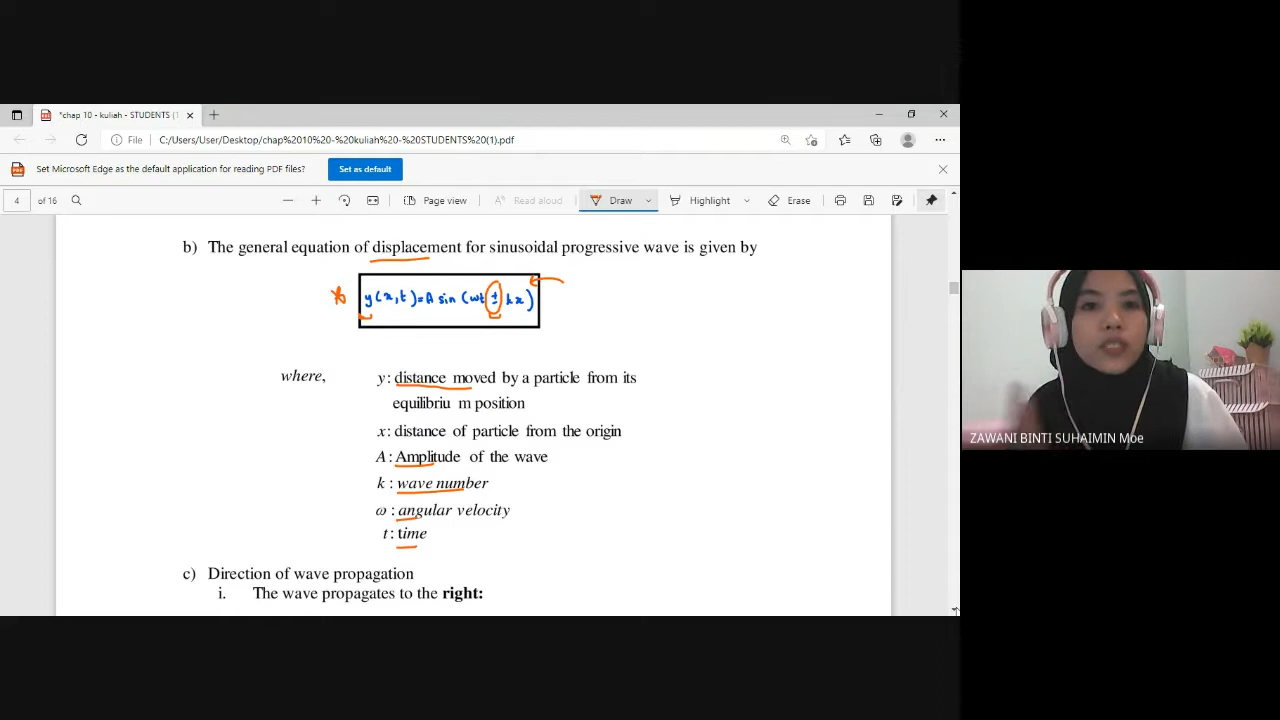 *chap 10 - kuliah - STUDENTS (1
File C:/Users/User/Desktop/chap%2010%20-%20kuliah%20-%20STUDENTS%20(1).pdf
Set Microsoft Edge as the default application for reading PDF files? Set as default
4 of 16 Page view Read aloud Draw Highlight Erase
b) The general equation of displacement for sinusoidal progressive wave is given by
y(x,t)=A sin(ωt ± kx)
where, y: distance moved by a particle from its
equilibriu m position
x: distance of particle from the origin
A: Amplitude of the wave
k : wave number
ω : angular velocity
t: time
c) Direction of wave propagation
i. The wave propagates to the right:
ZAWANI BINTI SUHAIMIN Moe